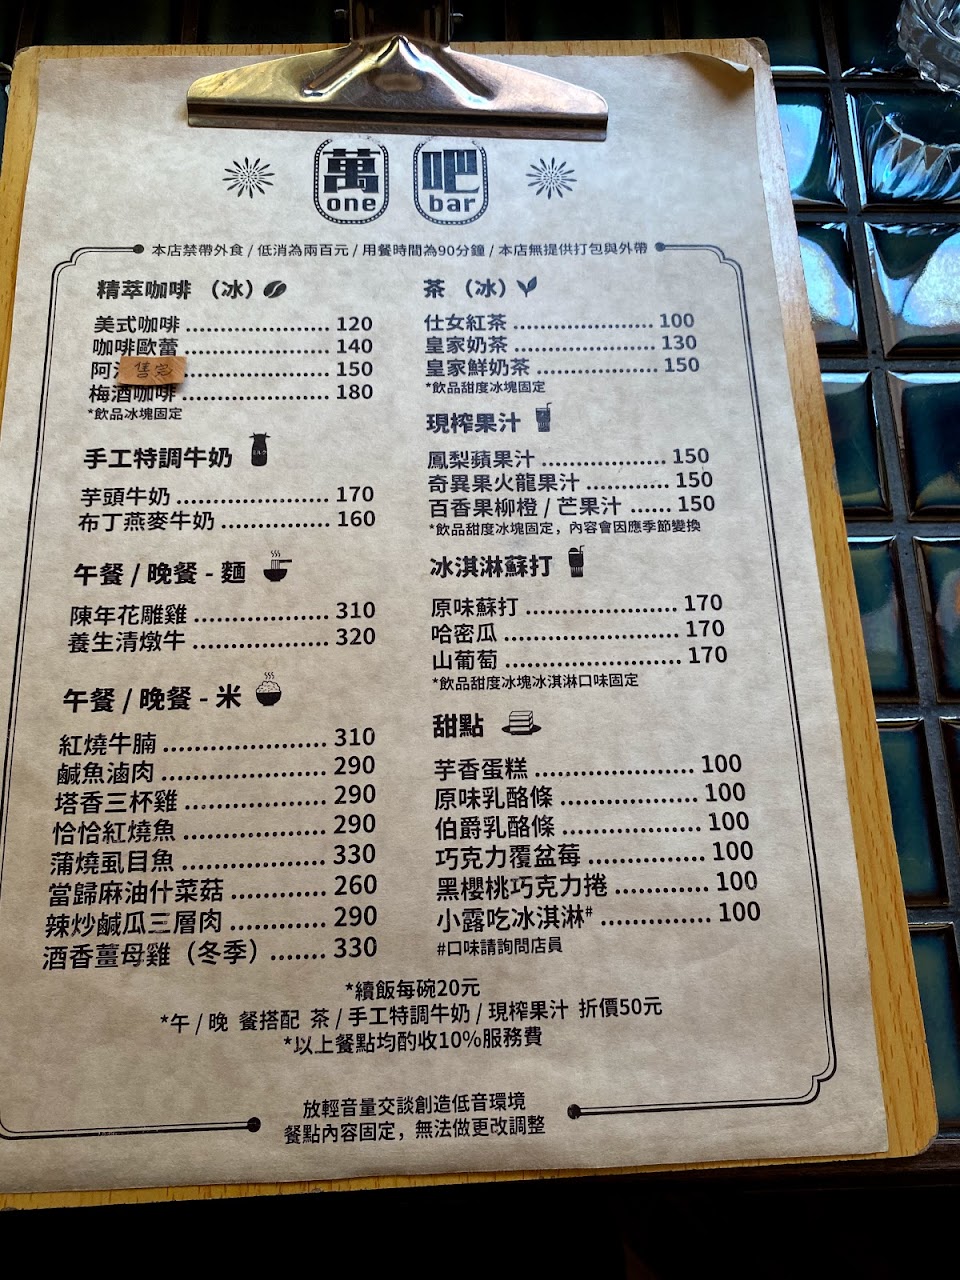 萬 吧
one bar
本店禁帶外食 / 低消為兩百元 / 用餐時間為90分鐘 / 本店無提供打包與外帶
精萃咖啡 （冰）
美式咖啡 ...................... 120
咖啡歐蕾 ...................... 140
阿 售完 ...................... 150
梅酒咖啡 ...................... 180
*飲品冰塊固定
手工特調牛奶
芋頭牛奶 ....................... 170
布丁燕麥牛奶 ................ 160
午餐 / 晚餐 - 麵
陳年花雕雞 .................... 310
養生清燉牛 .................... 320
午餐 / 晚餐 - 米
紅燒牛腩 ........................ 310
鹹魚滷肉 ........................ 290
塔香三杯雞 .................... 290
恰恰紅燒魚 .................... 290
蒲燒虱目魚 .................... 330
當歸麻油什菜菇 ............. 260
辣炒鹹瓜三層肉 ............. 290
酒香薑母雞（冬季）....... 330
茶 （冰）
仕女紅茶 ...................... 100
皇家奶茶 ...................... 130
皇家鮮奶茶 .................. 150
*飲品甜度冰塊固定
現榨果汁
鳳梨蘋果汁 .................. 150
奇異果火龍果汁 ............ 150
百香果柳橙 / 芒果汁 ...... 150
*飲品甜度冰塊固定，內容會因應季節變換
冰淇淋蘇打
原味蘇打 ...................... 170
哈密瓜 ......................... 170
山葡萄 ......................... 170
*飲品甜度冰塊冰淇淋口味固定
甜點
芋香蛋糕 ....................... 100
原味乳酪條 .................... 100
伯爵乳酪條 .................... 100
巧克力覆盆莓 ................. 100
黑櫻桃巧克力捲 ............. 100
小露吃冰淇淋# ................ 100
#口味請詢問店員
*續飯每碗20元
*午 / 晚 餐搭配 茶 / 手工特調牛奶 / 現榨果汁 折價50元
*以上餐點均酌收10%服務費
放輕音量交談創造低音環境
餐點內容固定，無法做更改調整